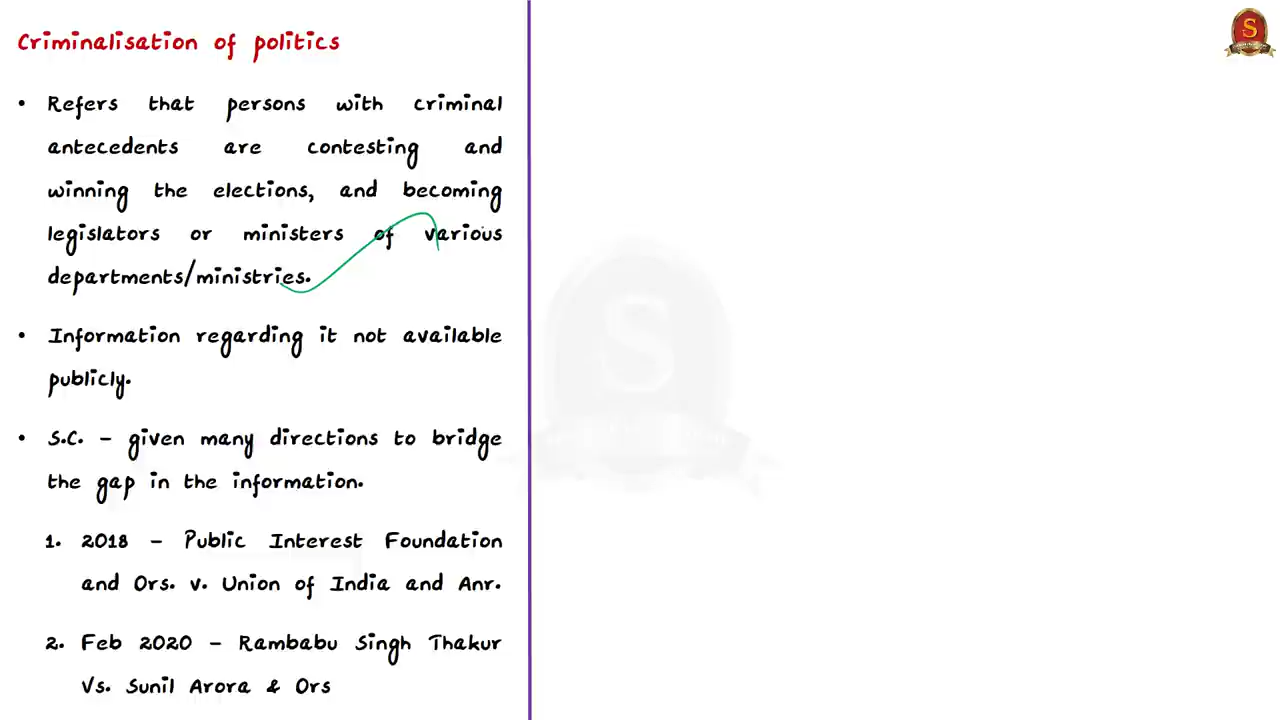 Criminalisation of politics
• Refers that persons with criminal
antecedents are contesting and
winning the elections, and becoming
legislators or ministers of various
departments/ministries.
• Information regarding it not available
publicly.
• S.C. – given many directions to bridge
the gap in the information.
1. 2018 – Public Interest Foundation
and Ors. v. Union of India and Anr.
2. Feb 2020 – Rambabu Singh Thakur
Vs. Sunil Arora & Ors
S
S